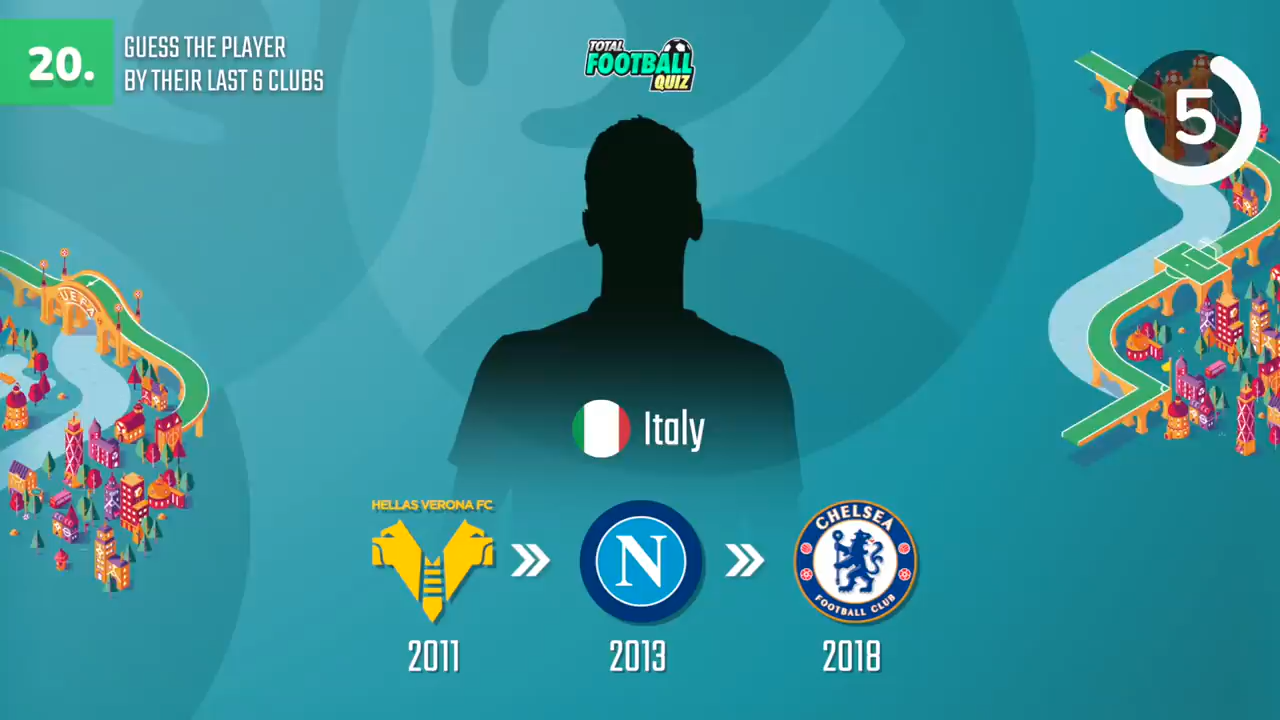 20.
GUESS THE PLAYER
BY THEIR LAST 6 CLUBS
TOTAL
FOOTBALL
QUIZ
5
UEFA
Italy
HELLAS VERONA FC
N
CHELSEA
FOOTBALL CLUB
2011
2013
2018